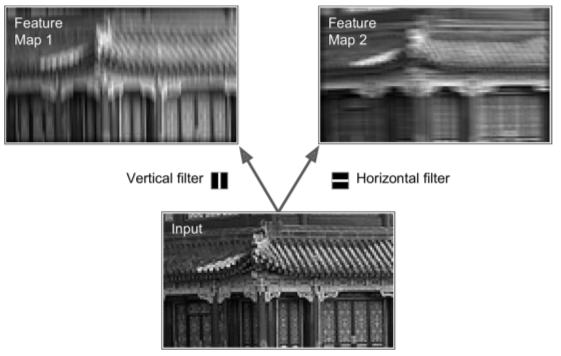 Feature
Map 1
Feature
Map 2
Vertical filter
Horizontal filter
Input